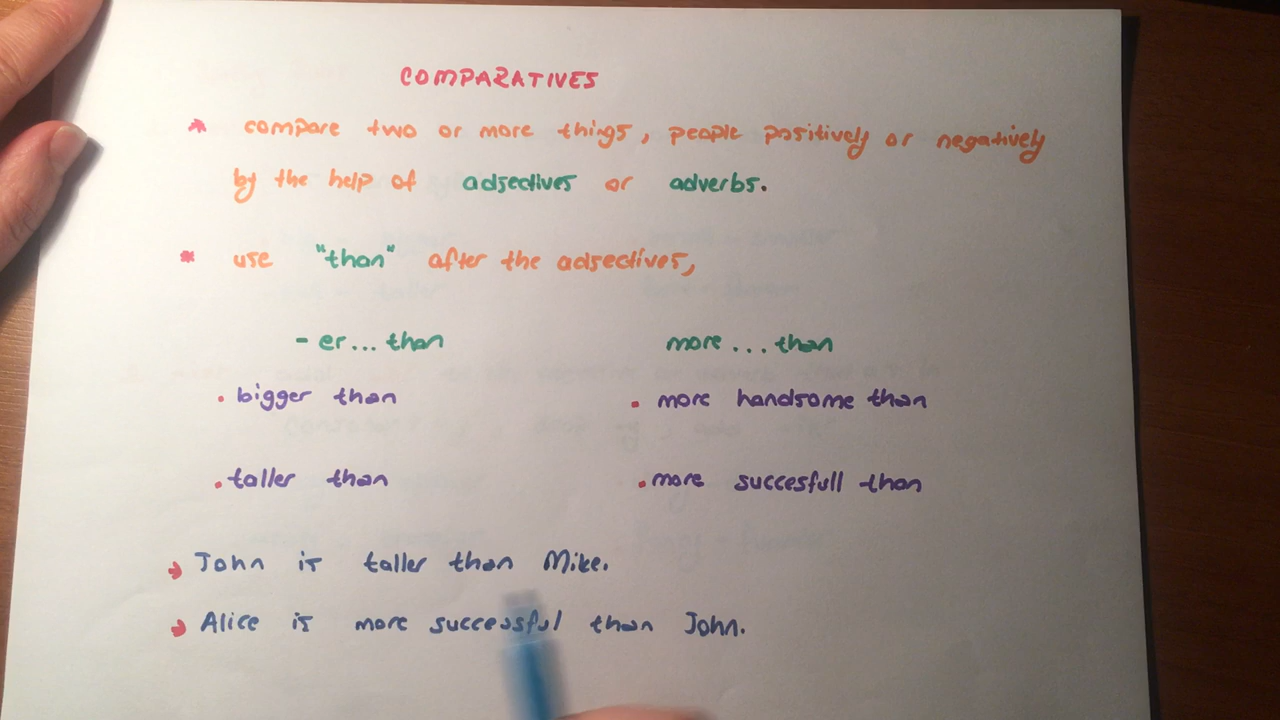 COMPARATIVES
* compare two or more things, people positively or negatively
by the help of adjectives or adverbs.
* use "than" after the adjectives,
- er... than more... than
. bigger than . more handsome than
. taller than . more succesfull than
→ John is taller than Mike.
→ Alice is more successful than John.